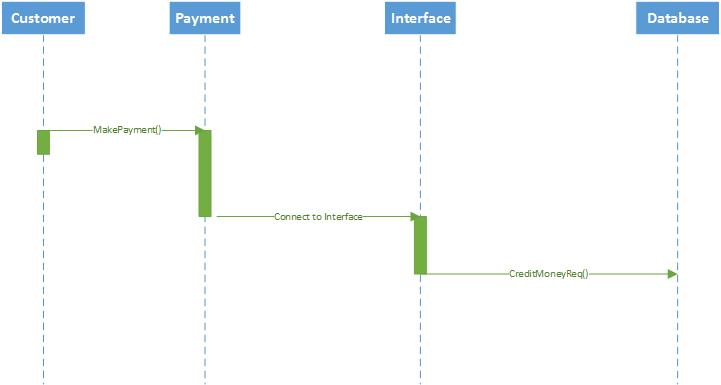 Customer
Payment
Interface
Database
MakePayment()
Connect to Interface
CreditMoneyReq()